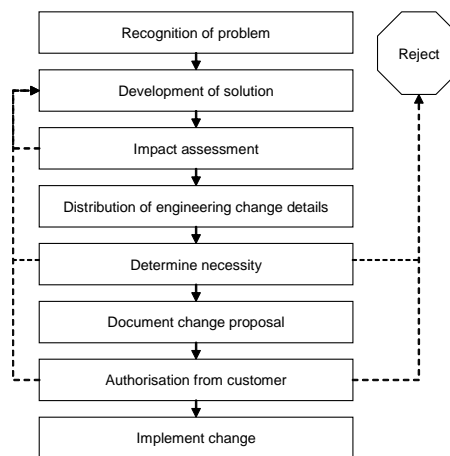 Recognition of problem
Reject
Development of solution
Impact assessment
Distribution of engineering change details
Determine necessity
Document change proposal
Authorisation from customer
Implement change